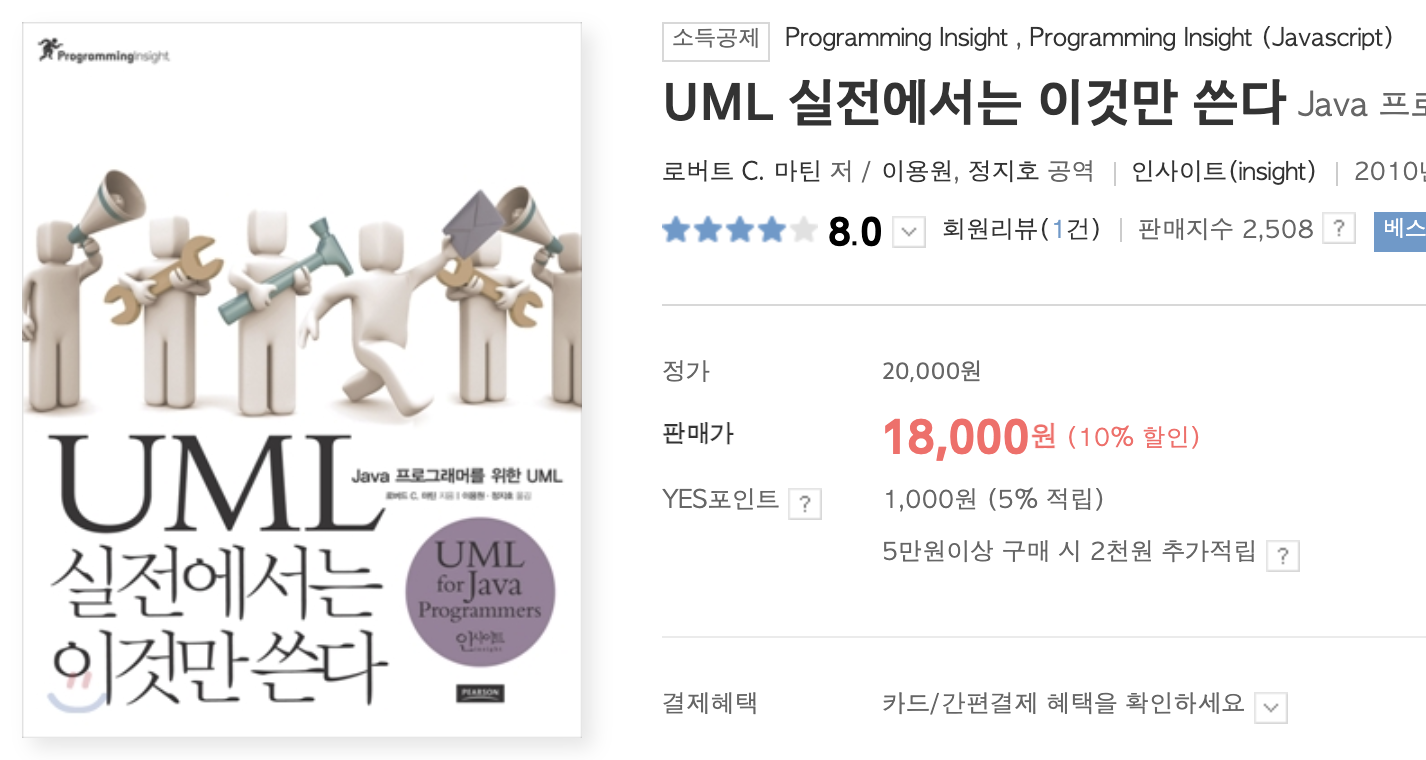 ProgrammingInsight
UML
Java 프로그래머를 위한 UML
로버트 C. 마틴 지음 | 이용원 · 정지호 옮김
실전에서는
이것만 쓴다
UML
for Java
Programmers
인사이트
insight
PEARSON
소득공제 Programming Insight , Programming Insight (Javascript)
UML 실전에서는 이것만 쓴다 Java 프로
로버트 C. 마틴 저 / 이용원, 정지호 공역 | 인사이트(insight) | 2010년
8.0 회원리뷰(1건) | 판매지수 2,508 ? 베스
정가 20,000원
판매가 18,000원 (10% 할인)
YES포인트 ? 1,000원 (5% 적립)
5만원이상 구매 시 2천원 추가적립 ?
결제혜택 카드/간편결제 혜택을 확인하세요